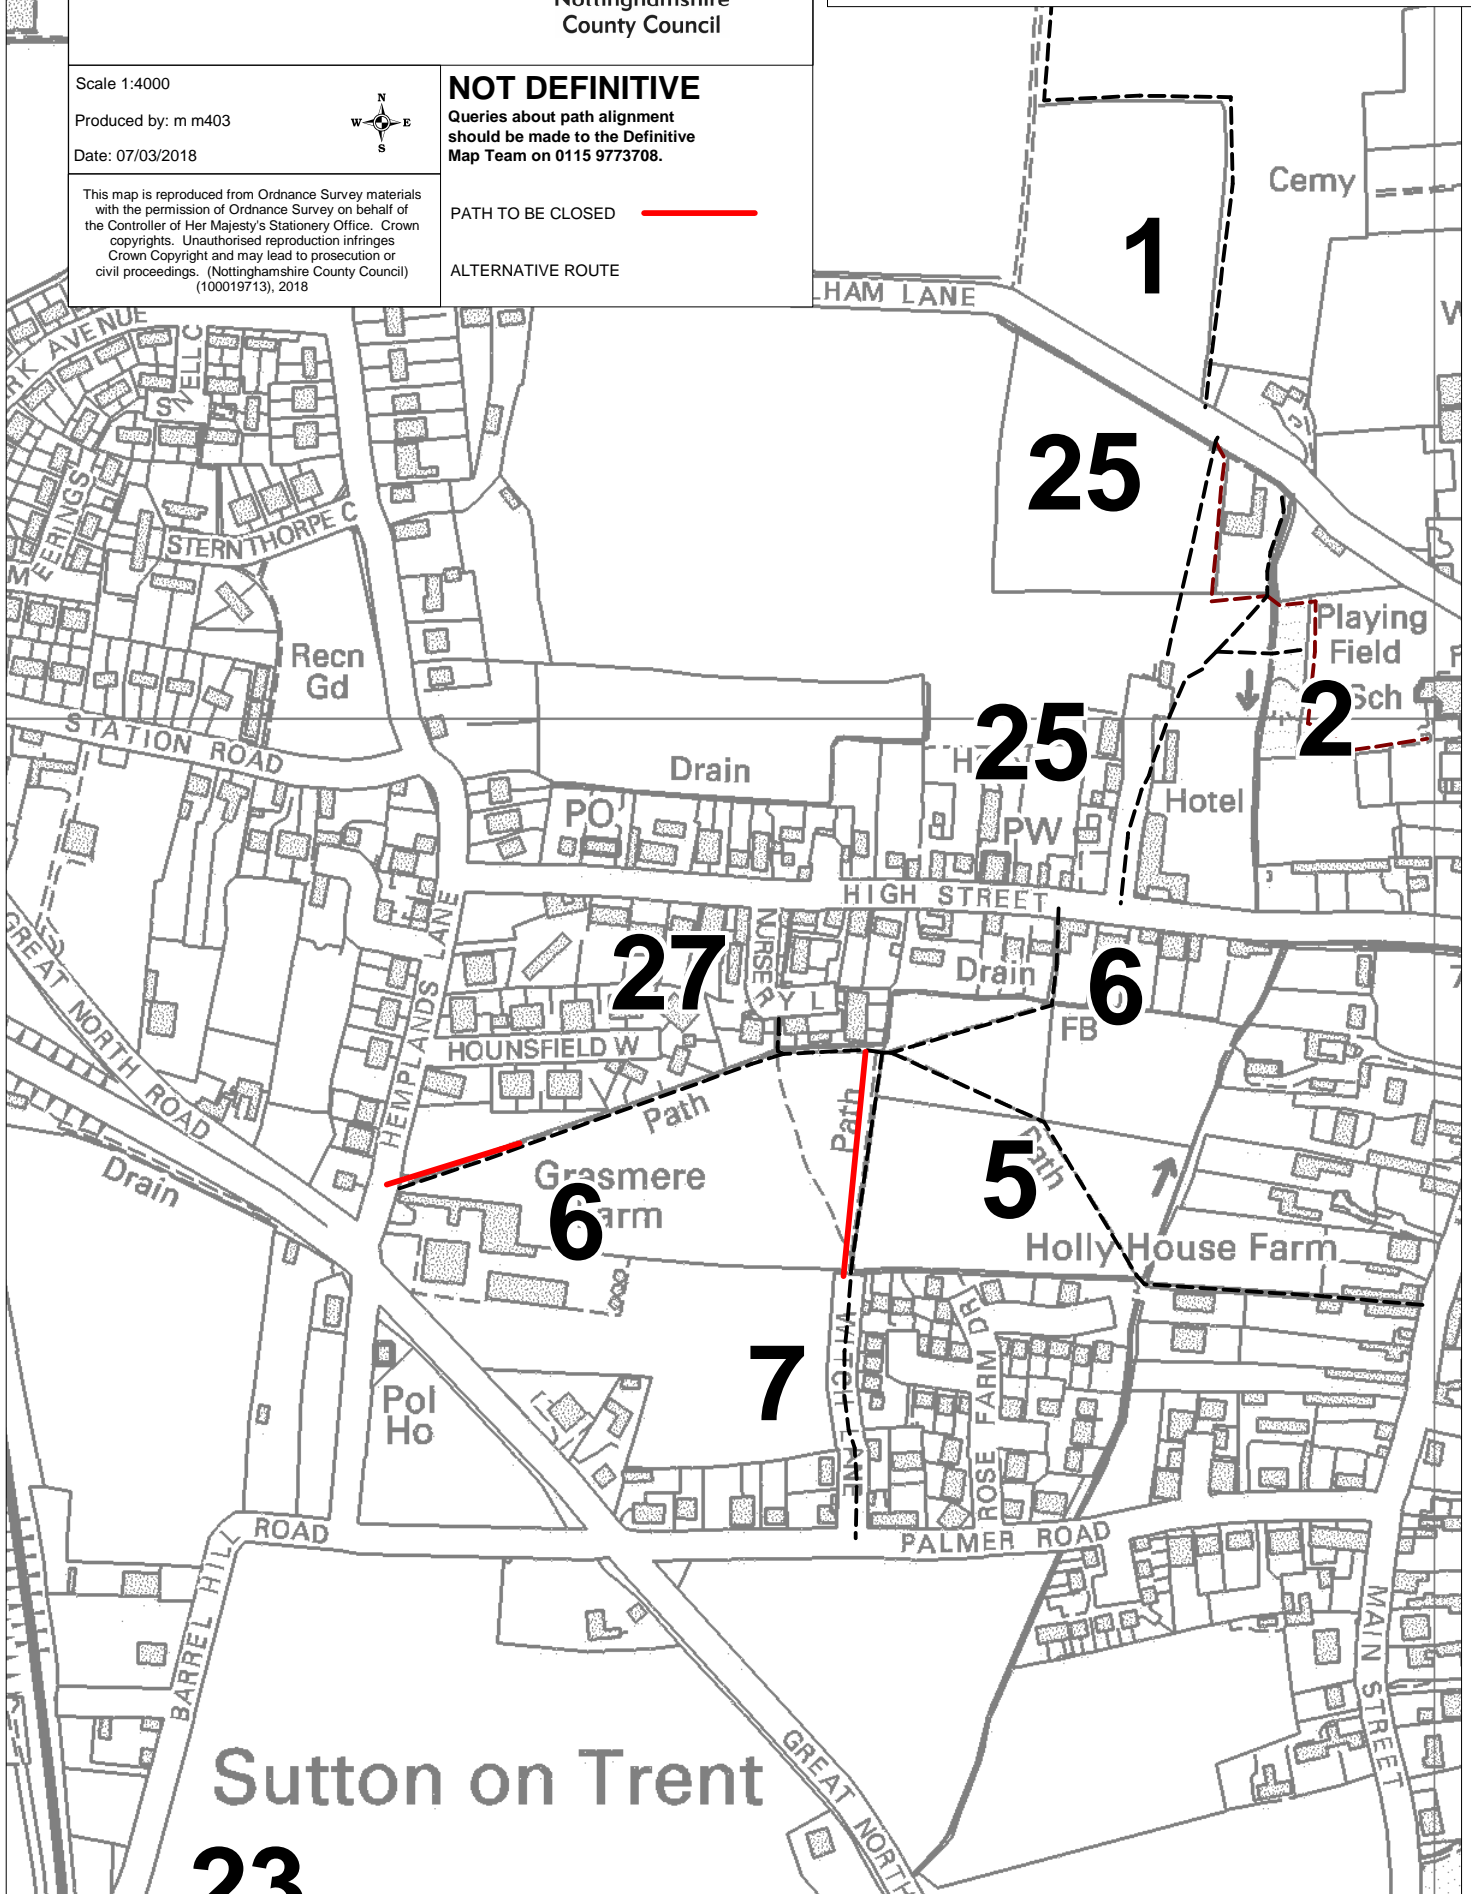 Nottinghamshire
County Council
Scale 1:4000
Produced by: m m403
Date: 07/03/2018
N
W E
S
NOT DEFINITIVE
Queries about path alignment
should be made to the Definitive
Map Team on 0115 9773708.
This map is reproduced from Ordnance Survey materials
with the permission of Ordnance Survey on behalf of
the Controller of Her Majesty's Stationery Office. Crown
copyrights. Unauthorised reproduction infringes
Crown Copyright and may lead to prosecution or
civil proceedings. (Nottinghamshire County Council)
(100019713), 2018
PATH TO BE CLOSED
ALTERNATIVE ROUTE
Cemy
1
LHAM LANE
RK AVENUE
SNELL C
25
STERNTHORPE C
M
EERINGS
Recn
Gd
Playing
Field
Sch
2
STATION ROAD
25
Drain
PO
PW
Hotel
HIGH STREET
HEMPLANDS LANE
27
NURSERY L
Drain
6
FB
GREAT NORTH ROAD
HOUNSFIELD W
Path
Path
Path
Drain
Grasmere
arm
6
5
Holly House Farm
7
Pol
Ho
ROSE FARM DR
LANE
BARREL HILL ROAD
PALMER ROAD
MAIN STREET
Sutton on Trent
GREAT NORTH
23